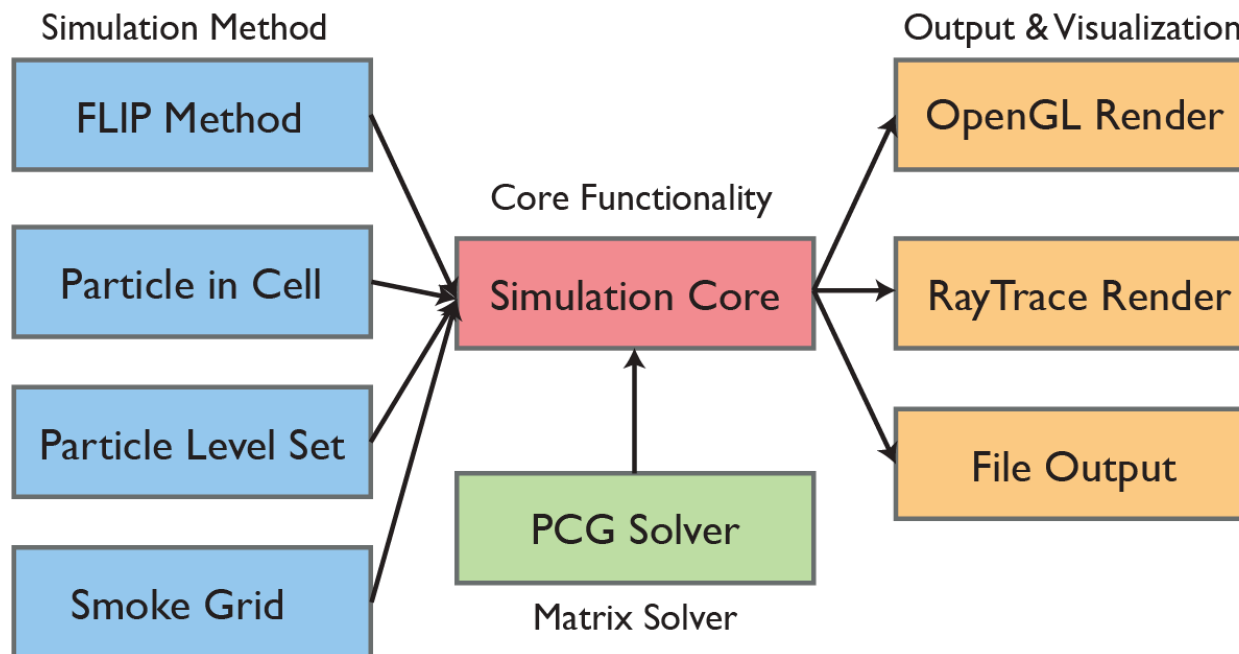 Simulation Method
FLIP Method
Particle in Cell
Particle Level Set
Smoke Grid
Core Functionality
Simulation Core
PCG Solver
Matrix Solver
Output & Visualization
OpenGL Render
RayTrace Render
File Output